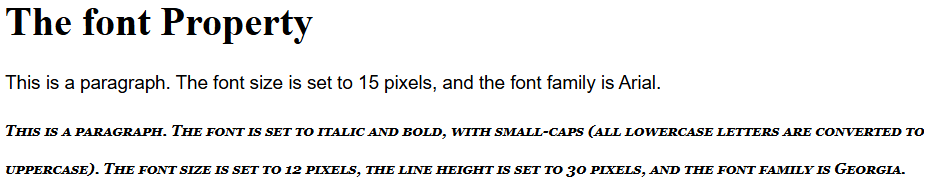 The font Property
This is a paragraph. The font size is set to 15 pixels, and the font family is Arial.
This is a paragraph. The font is set to italic and bold, with small-caps (all lowercase letters are converted to
uppercase). The font size is set to 12 pixels, the line height is set to 30 pixels, and the font family is Georgia.